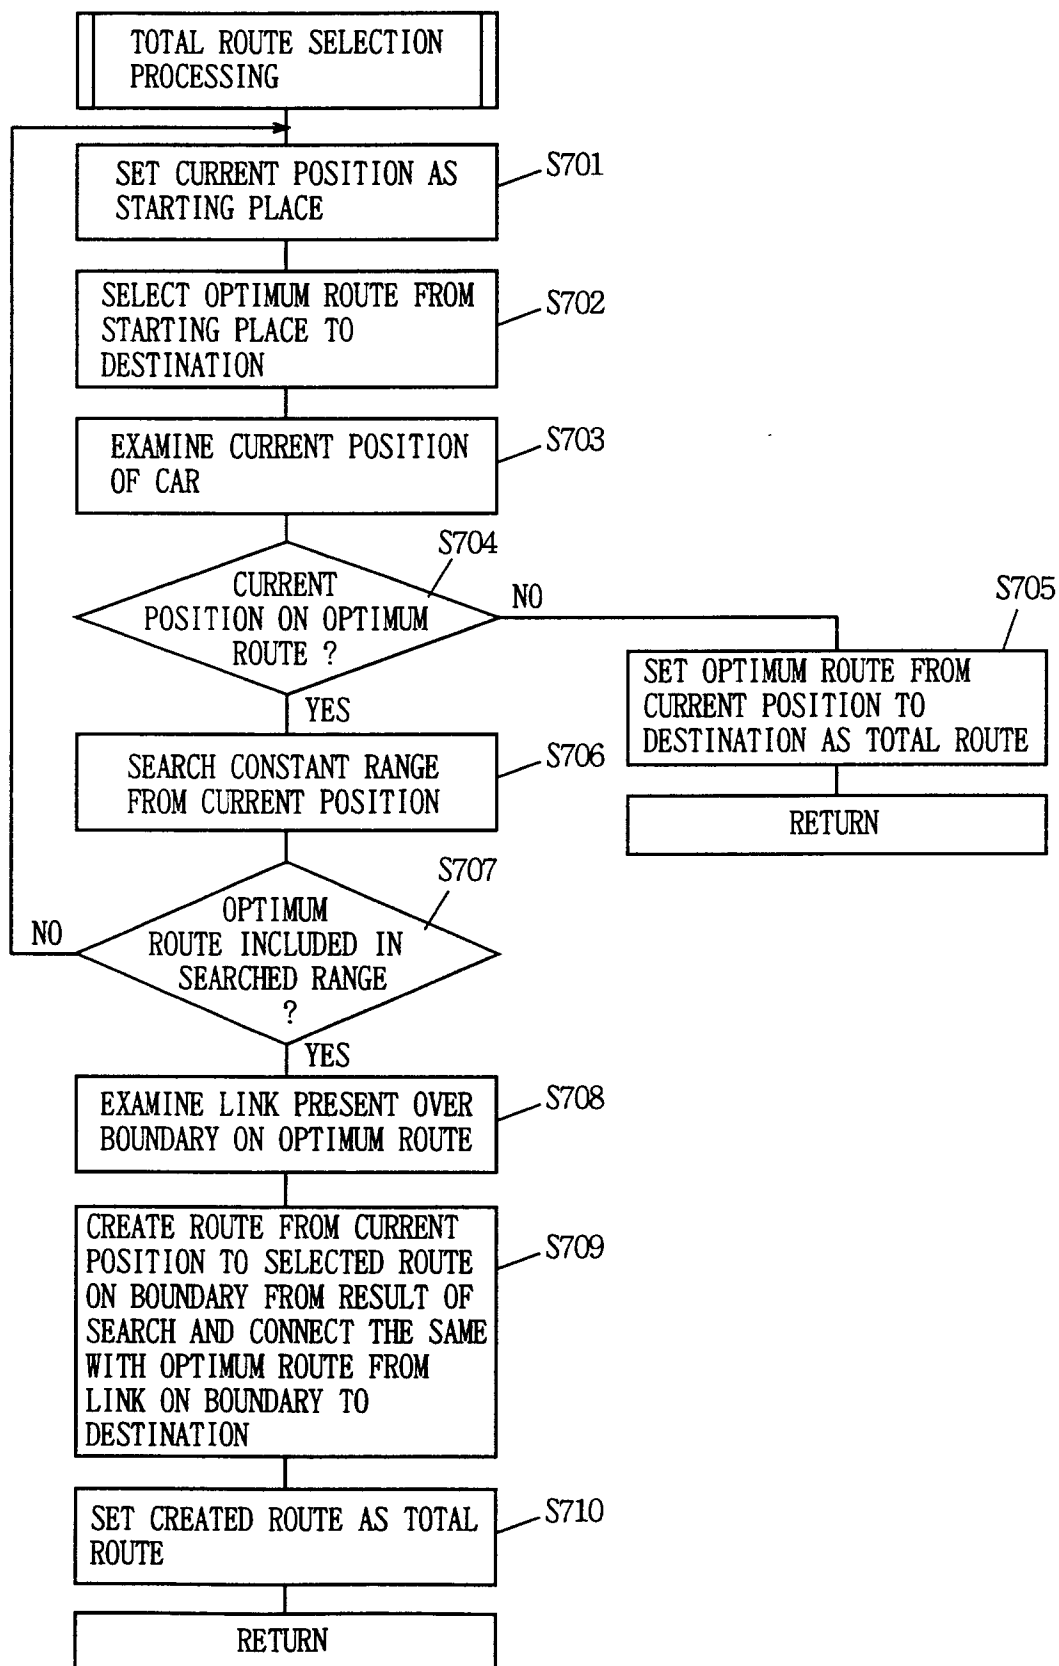 TOTAL ROUTE SELECTION
PROCESSING
SET CURRENT POSITION AS
STARTING PLACE
S701
SELECT OPTIMUM ROUTE FROM
STARTING PLACE TO
DESTINATION
S702
EXAMINE CURRENT POSITION
OF CAR
S703
S704
CURRENT
POSITION ON OPTIMUM
ROUTE ?
NO
YES
S705
SET OPTIMUM ROUTE FROM
CURRENT POSITION TO
DESTINATION AS TOTAL ROUTE
RETURN
SEARCH CONSTANT RANGE
FROM CURRENT POSITION
S706
S707
OPTIMUM
ROUTE INCLUDED IN
SEARCHED RANGE
?
NO
YES
EXAMINE LINK PRESENT OVER
BOUNDARY ON OPTIMUM ROUTE
S708
CREATE ROUTE FROM CURRENT
POSITION TO SELECTED ROUTE
ON BOUNDARY FROM RESULT OF
SEARCH AND CONNECT THE SAME
WITH OPTIMUM ROUTE FROM
LINK ON BOUNDARY TO
DESTINATION
S709
SET CREATED ROUTE AS TOTAL
ROUTE
S710
RETURN